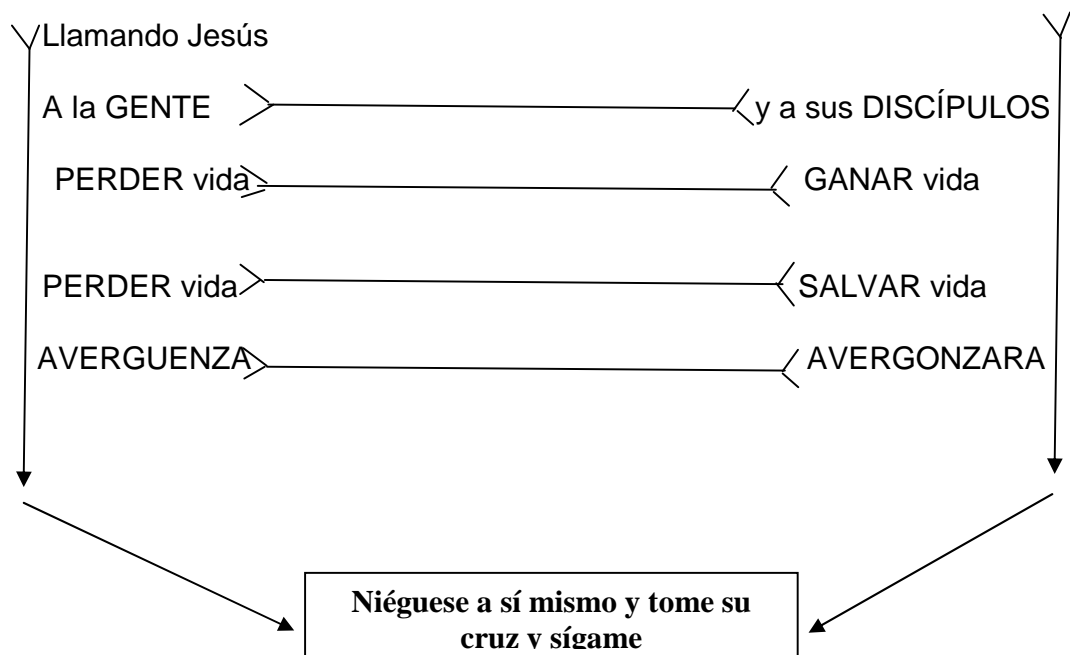 Llamando Jesús
A la GENTE y a sus DISCÍPULOS
PERDER vida GANAR vida
PERDER vida SALVAR vida
AVERGUENZA AVERGONZARA
Niéguese a sí mismo y tome su
cruz y sígame